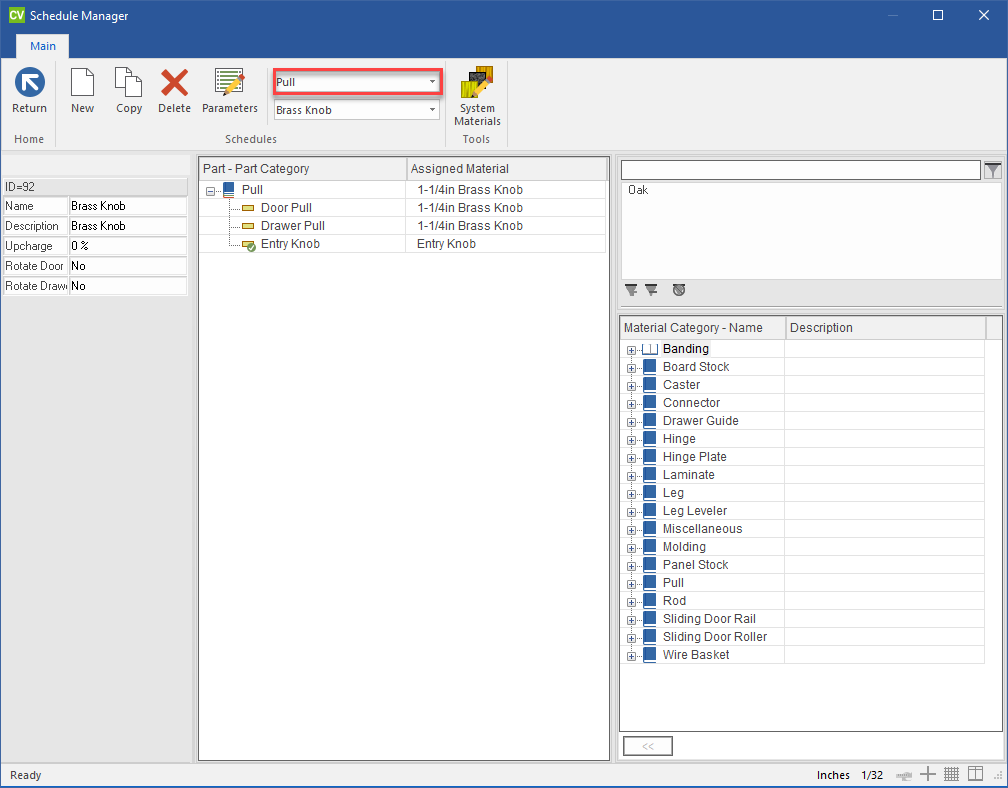 CV Schedule Manager
Main
Return
New
Copy
Delete
Parameters
Pull
Brass Knob
System
Materials
Home
Schedules
Tools
ID=92
Name Brass Knob
Description Brass Knob
Upcharge 0 %
Rotate Door No
Rotate Drawe No
Part - Part Category Assigned Material
Pull 1-1/4in Brass Knob
Door Pull 1-1/4in Brass Knob
Drawer Pull 1-1/4in Brass Knob
Entry Knob Entry Knob
Oak
Material Category - Name Description
Banding
Board Stock
Caster
Connector
Drawer Guide
Hinge
Hinge Plate
Laminate
Leg
Leg Leveler
Miscellaneous
Molding
Panel Stock
Pull
Rod
Sliding Door Rail
Sliding Door Roller
Wire Basket
<<
Ready Inches 1/32